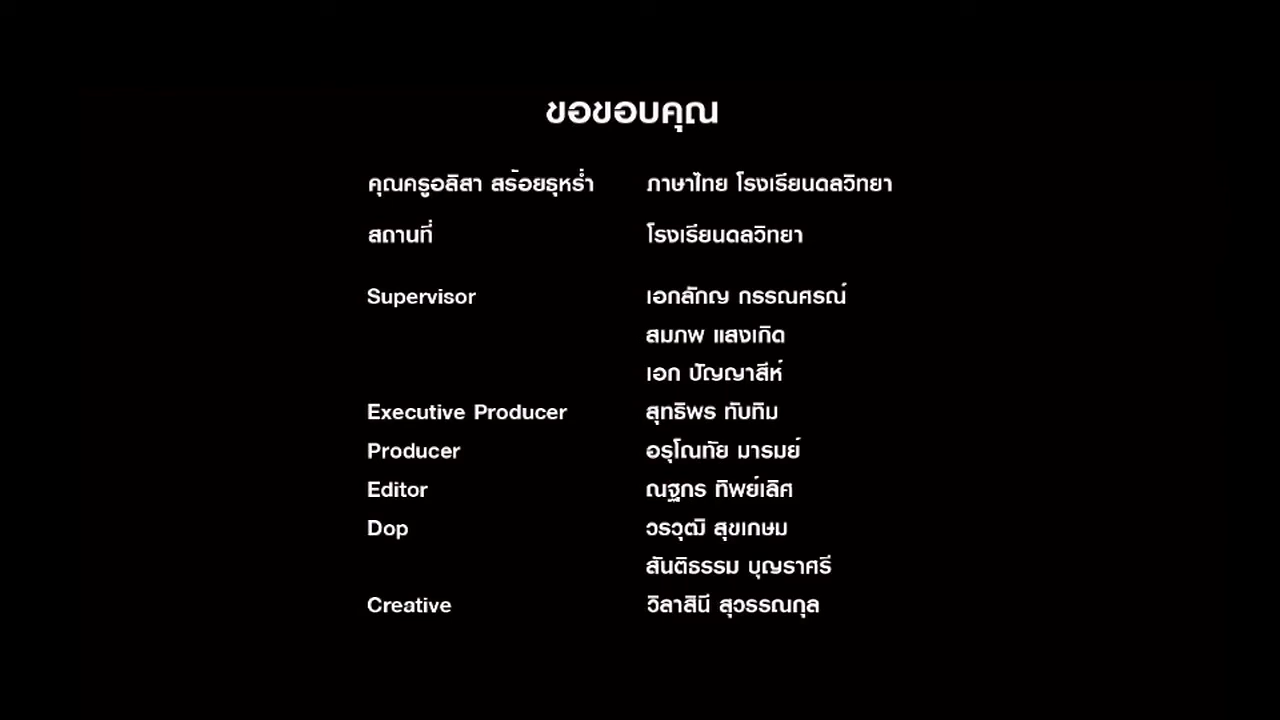 ขอขอบคุณ
คุณครูอลิสา สร้อยธุหร่ำ ภาษาไทย โรงเรียนดลวิทยา
สถานที่ โรงเรียนดลวิทยา
Supervisor เอกลักญ กรรณศรณ์
สมภพ แสงเกิด
เอก ปัญญาสีห์
Executive Producer สุทธิพร ทับทิม
Producer อรุโณทัย มารมย์
Editor ณฐกร ทิพย์เลิศ
Dop วรวุฒิ สุขเกษม
สันติธรรม บุญราศรี
Creative วิลาสินี สุวรรณกุล